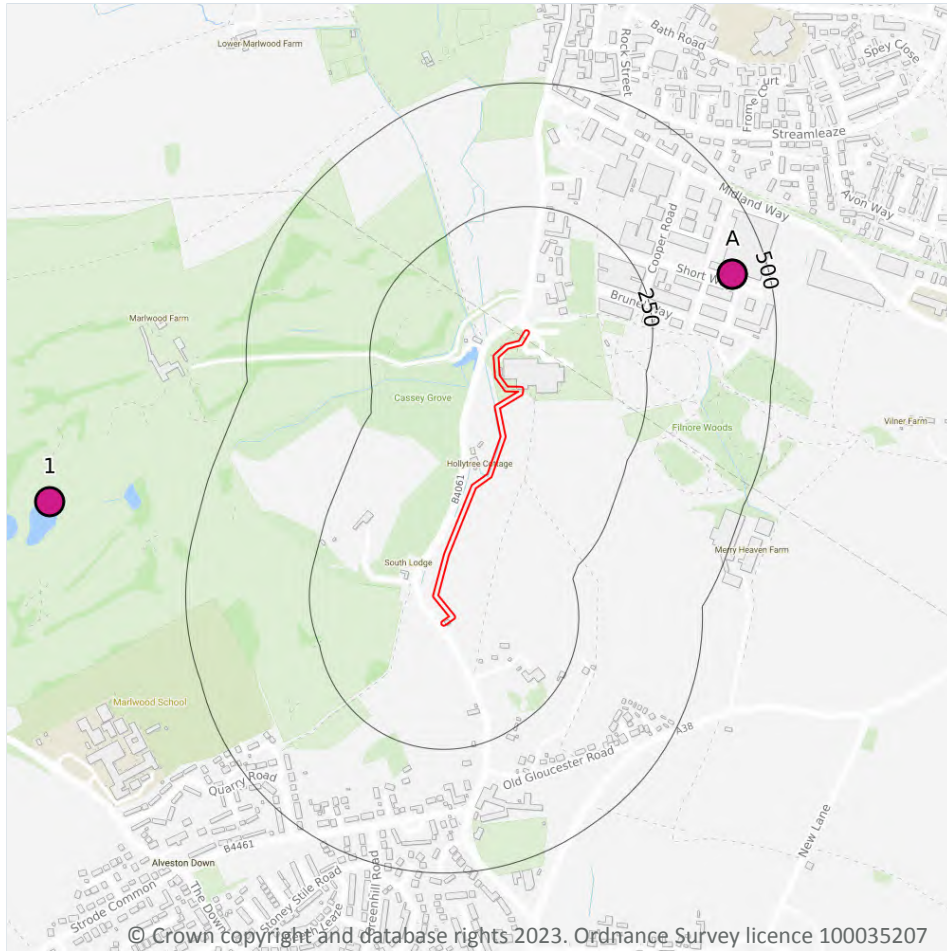 Lower Marlwood Farm
Rock Street
Bath Road
Spey Close
Frome Court
Streamleaze
Avon Way
Midland Way
Cooper Road
A
500
Short W
Brunel Way
250
Marlwood Farm
Cassey Grove
Filnore Woods
Vilner Farm
1
Hollytree Cottage
B4061
Merry Heaven Farm
South Lodge
Marlwood School
A38
Old Gloucester Road
Quarry Road
B4461
New Lane
Alveston Down
Strode Common
The Down
Greenhill Road
© Crown copyright and database rights 2023. Ordnance Survey licence 100035207